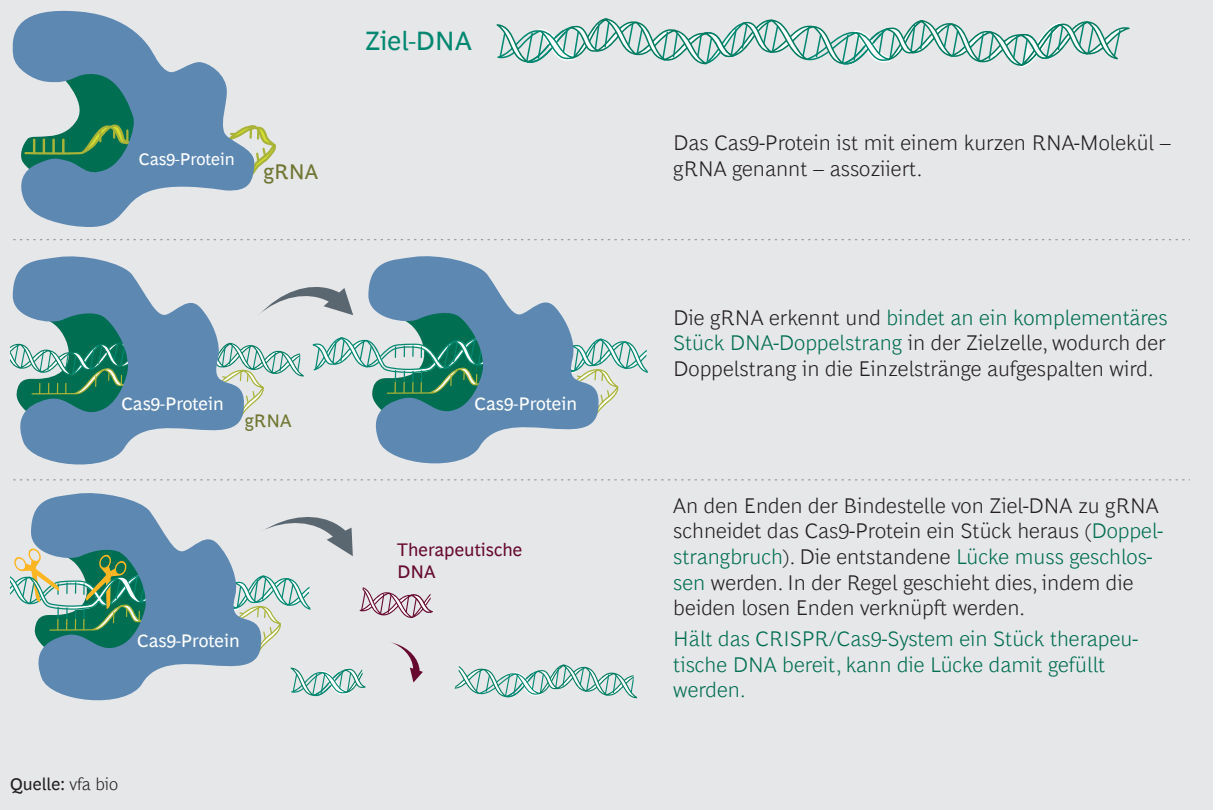 Ziel-DNA
Cas9-Protein
gRNA
Das Cas9-Protein ist mit einem kurzen RNA-Molekül –
gRNA genannt – assoziiert.
Cas9-Protein
gRNA
Cas9-Protein
Die gRNA erkennt und bindet an ein komplementäres
Stück DNA-Doppelstrang in der Zielzelle, wodurch der
Doppelstrang in die Einzelstränge aufgespalten wird.
Cas9-Protein
Therapeutische
DNA
An den Enden der Bindestelle von Ziel-DNA zu gRNA
schneidet das Cas9-Protein ein Stück heraus (Doppel-
strangbruch). Die entstandene Lücke muss geschlos-
sen werden. In der Regel geschieht dies, indem die
beiden losen Enden verknüpft werden.
Hält das CRISPR/Cas9-System ein Stück therapeu-
tische DNA bereit, kann die Lücke damit gefüllt
werden.
Quelle: vfa bio